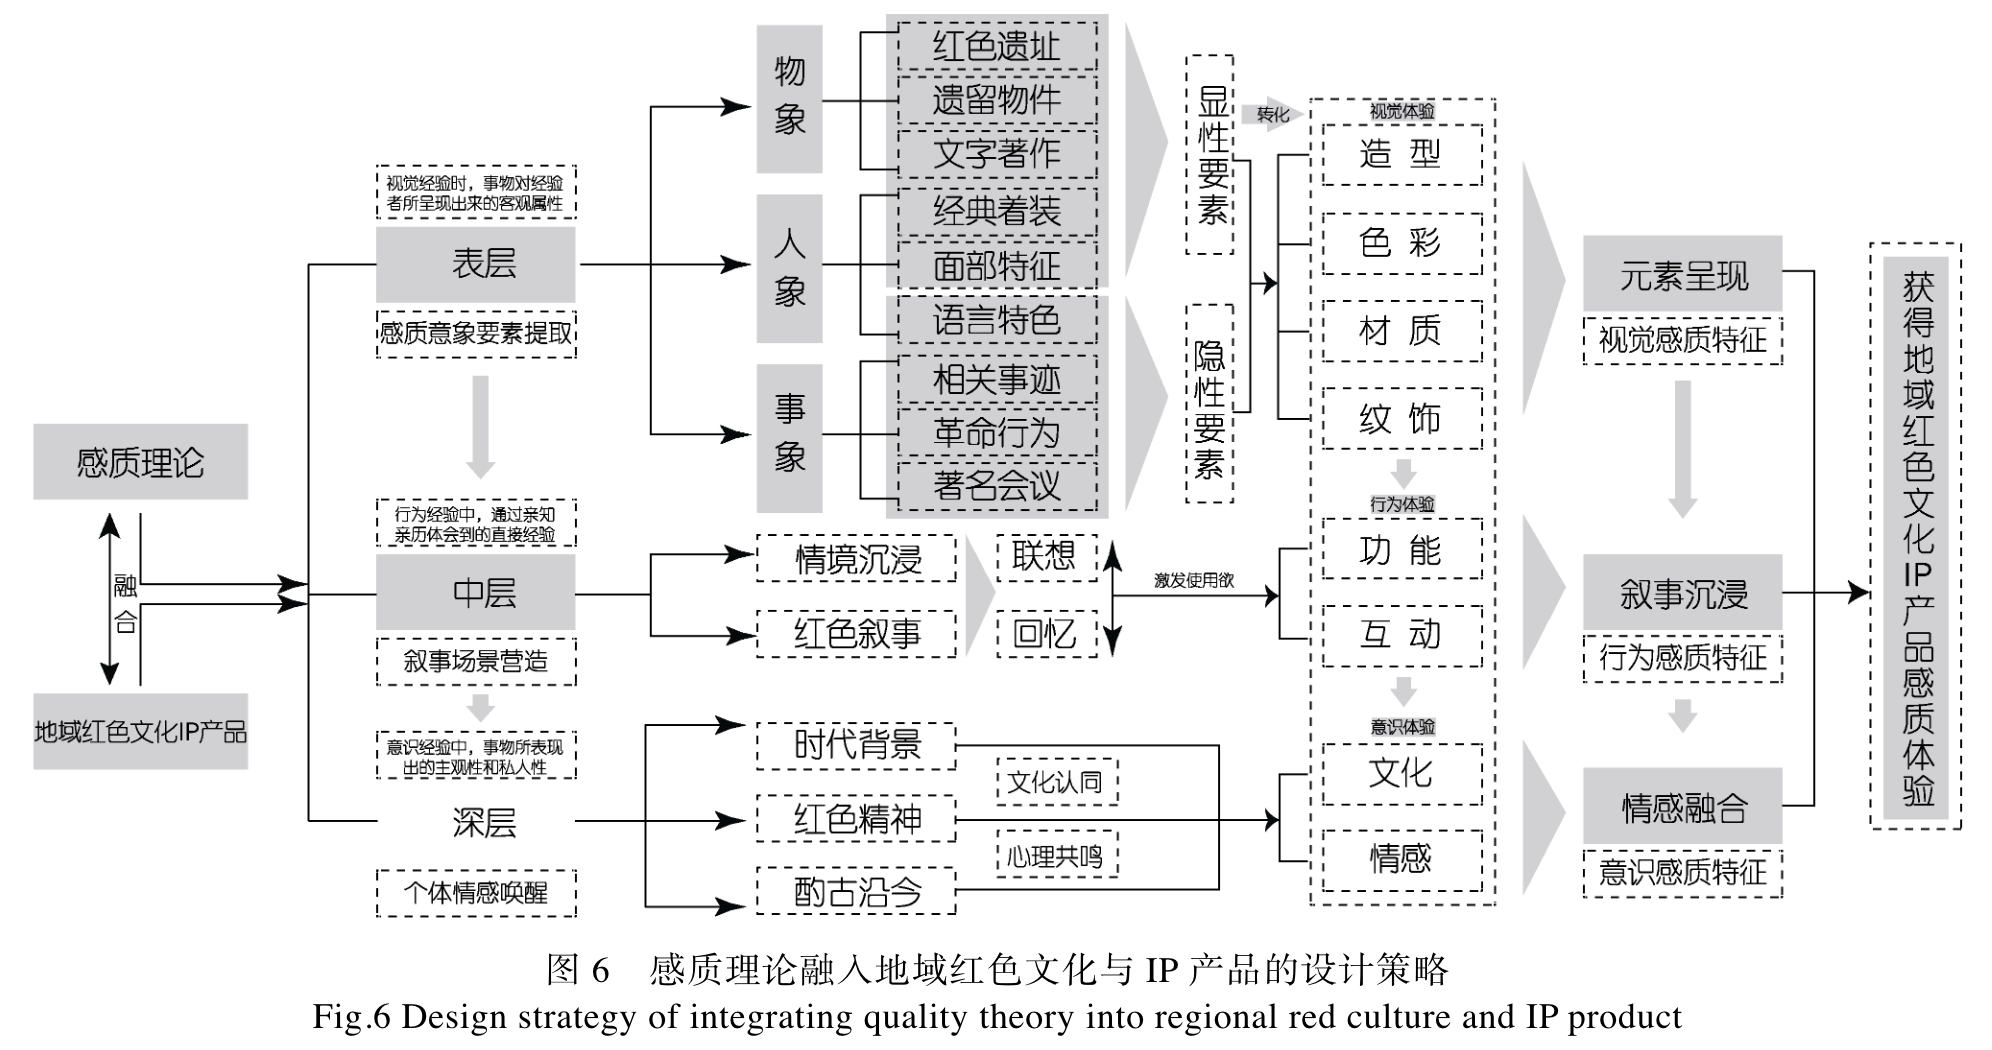 感质理论
融合
地域红色文化IP产品
视觉经验时，事物对经验
者所呈现出来的客观属性
表层
感质意象要素提取
行为经验中，通过亲知
亲历体会到的直接经验
中层
叙事场景营造
意识经验中，事物所表现
出的主观性和私人性
深层
个体情感唤醒
物象
红色遗址
遗留物件
文字著作
人象
经典着装
面部特征
语言特色
事象
相关事迹
革命行为
著名会议
显性要素
隐性要素
转化
情境沉浸
红色叙事
联想
回忆
激发使用欲
时代背景
红色精神
酌古沿今
文化认同
心理共鸣
视觉体验
造型
色彩
材质
纹饰
行为体验
功能
互动
意识体验
文化
情感
元素呈现
视觉感质特征
叙事沉浸
行为感质特征
情感融合
意识感质特征
获得地域红色文化IP产品感质体验
图 6 感质理论融入地域红色文化与 IP 产品的设计策略
Fig.6 Design strategy of integrating quality theory into regional red culture and IP product